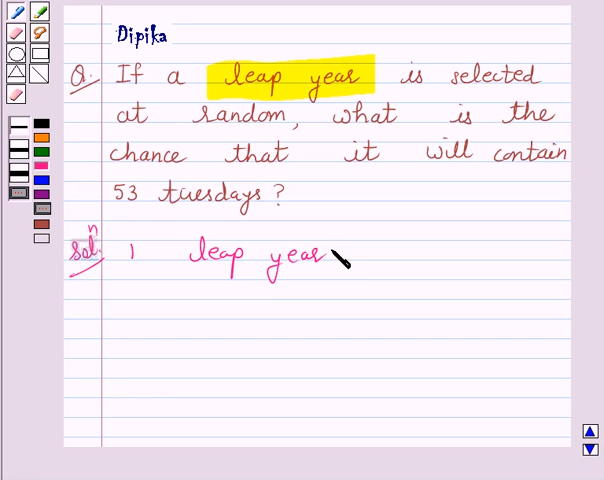 Dipika
Q. If a leap year is selected
at random, what is the
chance that it will contain
53 tuesdays ?
Solⁿ. 1 leap year